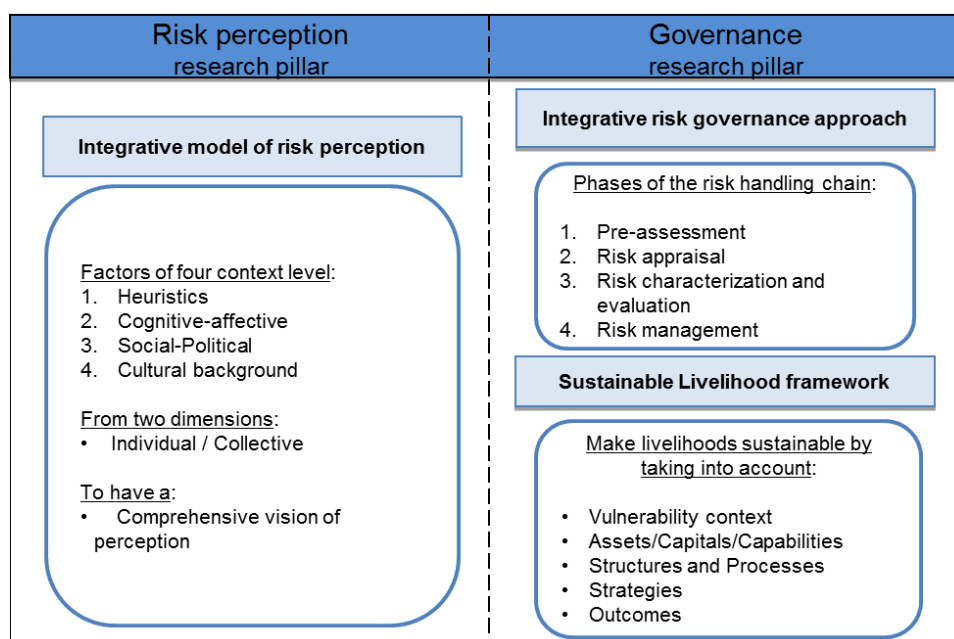 Risk perception
research pillar
Integrative model of risk perception
Factors of four context level:
1. Heuristics
2. Cognitive-affective
3. Social-Political
4. Cultural background
From two dimensions:
• Individual / Collective
To have a:
• Comprehensive vision of
perception
Governance
research pillar
Integrative risk governance approach
Phases of the risk handling chain:
1. Pre-assessment
2. Risk appraisal
3. Risk characterization and
evaluation
4. Risk management
Sustainable Livelihood framework
Make livelihoods sustainable by
taking into account:
• Vulnerability context
• Assets/Capitals/Capabilities
• Structures and Processes
• Strategies
• Outcomes